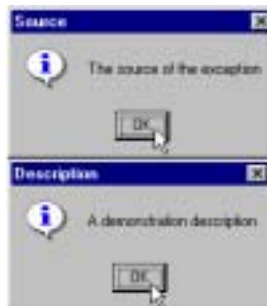 Source
The source of the exception
OK
Description
A demonstration description
OK